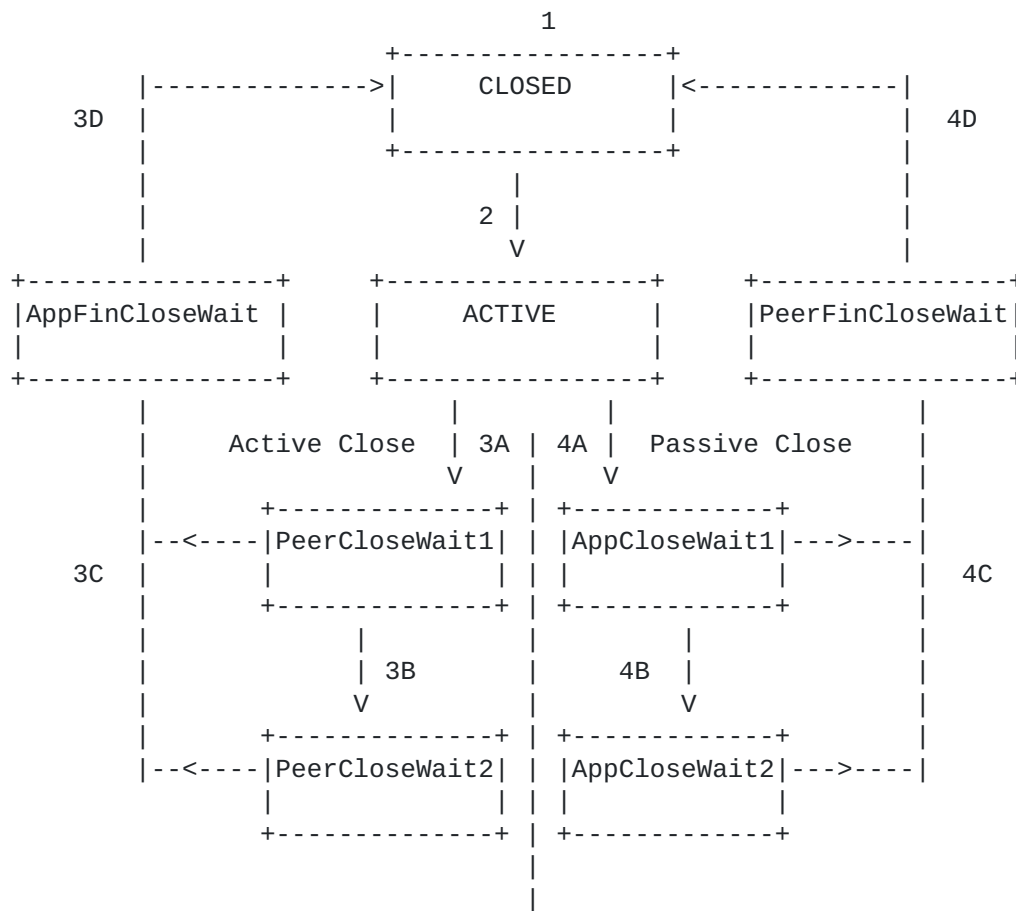 1
CLOSED
3D 4D
2
AppFinCloseWait ACTIVE PeerFinCloseWait
Active Close 3A 4A Passive Close
V V
PeerCloseWait1 AppCloseWait1
3C 4C
3B 4B
V V
PeerCloseWait2 AppCloseWait2